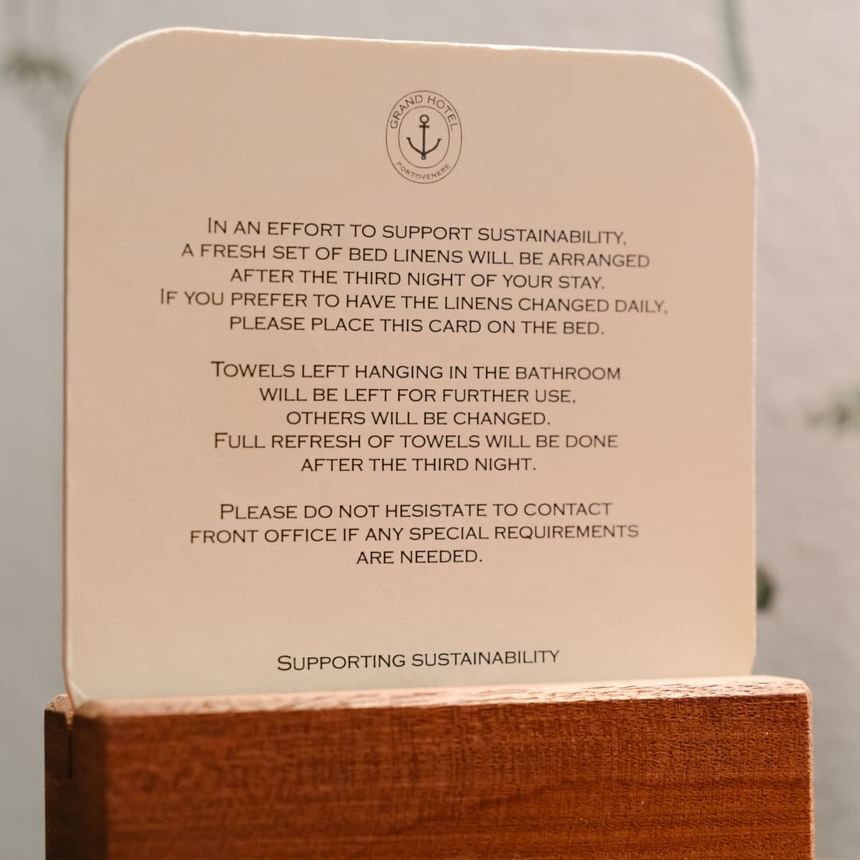 GRAND HOTEL
PORTOVENERE
IN AN EFFORT TO SUPPORT SUSTAINABILITY,
A FRESH SET OF BED LINENS WILL BE ARRANGED
AFTER THE THIRD NIGHT OF YOUR STAY.
IF YOU PREFER TO HAVE THE LINENS CHANGED DAILY,
PLEASE PLACE THIS CARD ON THE BED.
TOWELS LEFT HANGING IN THE BATHROOM
WILL BE LEFT FOR FURTHER USE,
OTHERS WILL BE CHANGED.
FULL REFRESH OF TOWELS WILL BE DONE
AFTER THE THIRD NIGHT.
PLEASE DO NOT HESISTATE TO CONTACT
FRONT OFFICE IF ANY SPECIAL REQUIREMENTS
ARE NEEDED.
SUPPORTING SUSTAINABILITY